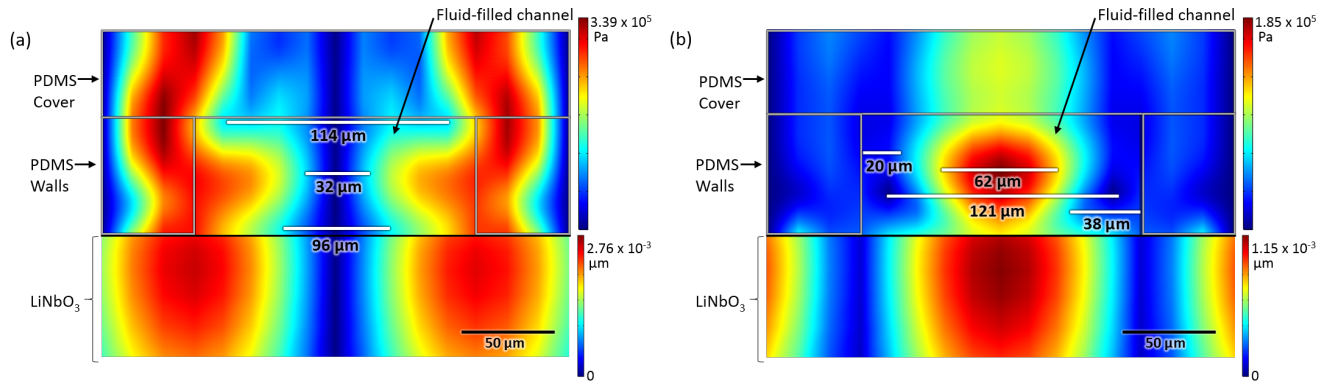 (a)
Fluid-filled channel
3.39 x 10⁵
Pa
PDMS
Cover
114 µm
PDMS
Walls
32 µm
96 µm
2.76 x 10⁻³
µm
LiNbO₃
50 µm
0
(b)
Fluid-filled channel
1.85 x 10⁵
Pa
PDMS
Cover
20 µm
PDMS
Walls
62 µm
121 µm
38 µm
1.15 x 10⁻³
µm
LiNbO₃
50 µm
0